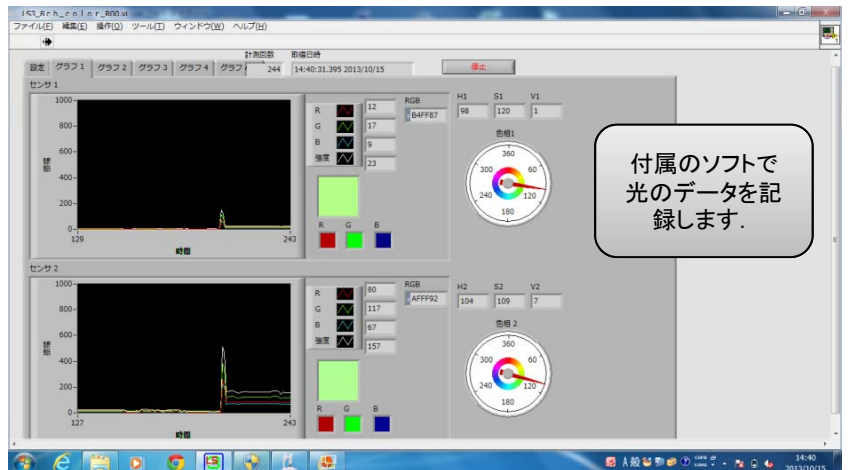 LS3_8ch_color_R00.vi
ファイル(F) 編集(E) 操作(O) ツール(T) ウィンドウ(W) ヘルプ(H)
計測回数 取得日時
設定 グラフ1 グラフ2 グラフ3 グラフ4 グラフ 244 14:40:31.395 2013/10/15 停止
センサ1
1000
800
600
400
200
0
129 243
時間
R 12
G 17
B 9
強度 23
RGB
B4FF87
R G B
H1 S1 V1
98 120 1
色相1
360
300 60
240 120
180
付属のソフトで
光のデータを記
録します.
センサ2
1000
800
600
400
200
0
127 243
時間
R 80
G 117
B 67
強度 157
RGB
AFFF92
R G B
H2 S2 V2
104 109 7
色相 2
360
300 60
240 120
180
A 般
14:40
2013/10/15